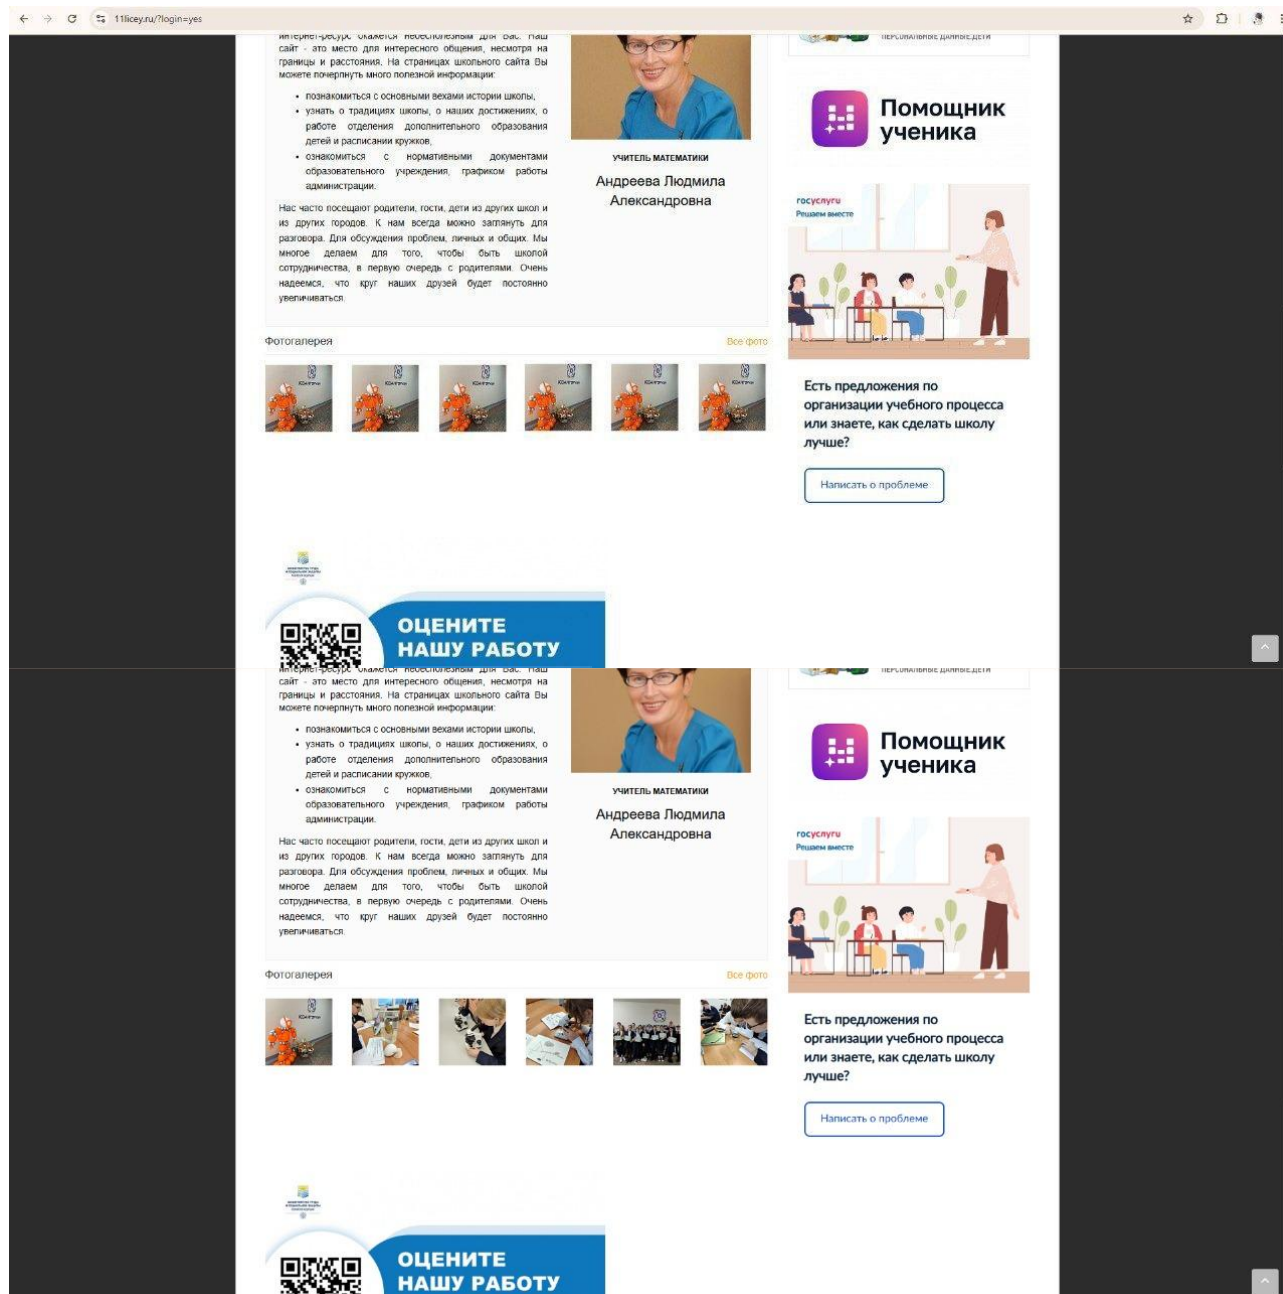 11licey.ru/?login=yes
интернет-ресурс окажется небесполезным для Вас. Наш
сайт - это место для интересного общения, несмотря на
границы и расстояния. На страницах школьного сайта Вы
можете почерпнуть много полезной информации:
• познакомиться с основными вехами истории школы,
• узнать о традициях школы, о наших достижениях, о
работе отделения дополнительного образования
детей и расписании кружков,
• ознакомиться с нормативными документами
образовательного учреждения, графиком работы
администрации.
Нас часто посещают родители, гости, дети из других школ и
из других городов. К нам всегда можно заглянуть для
разговора. Для обсуждения проблем, личных и общих. Мы
многое делаем для того, чтобы быть школой
сотрудничества, в первую очередь с родителями. Очень
надеемся, что круг наших друзей будет постоянно
увеличиваться.
УЧИТЕЛЬ МАТЕМАТИКИ
Андреева Людмила
Александровна
ПЕРСОНАЛЬНЫЕ ДАННЫЕ.ДЕТИ
Помощник
ученика
госуслуги
Решаем вместе
Фотогалерея
Все фото
Есть предложения по
организации учебного процесса
или знаете, как сделать школу
лучше?
Написать о проблеме
ОЦЕНИТЕ
НАШУ РАБОТУ
интернет-ресурс окажется небесполезным для Вас. Наш
сайт - это место для интересного общения, несмотря на
границы и расстояния. На страницах школьного сайта Вы
можете почерпнуть много полезной информации:
• познакомиться с основными вехами истории школы,
• узнать о традициях школы, о наших достижениях, о
работе отделения дополнительного образования
детей и расписании кружков,
• ознакомиться с нормативными документами
образовательного учреждения, графиком работы
администрации.
Нас часто посещают родители, гости, дети из других школ и
из других городов. К нам всегда можно заглянуть для
разговора. Для обсуждения проблем, личных и общих. Мы
многое делаем для того, чтобы быть школой
сотрудничества, в первую очередь с родителями. Очень
надеемся, что круг наших друзей будет постоянно
увеличиваться.
УЧИТЕЛЬ МАТЕМАТИКИ
Андреева Людмила
Александровна
ПЕРСОНАЛЬНЫЕ ДАННЫЕ.ДЕТИ
Помощник
ученика
госуслуги
Решаем вместе
Фотогалерея
Все фото
Есть предложения по
организации учебного процесса
или знаете, как сделать школу
лучше?
Написать о проблеме
ОЦЕНИТЕ
НАШУ РАБОТУ